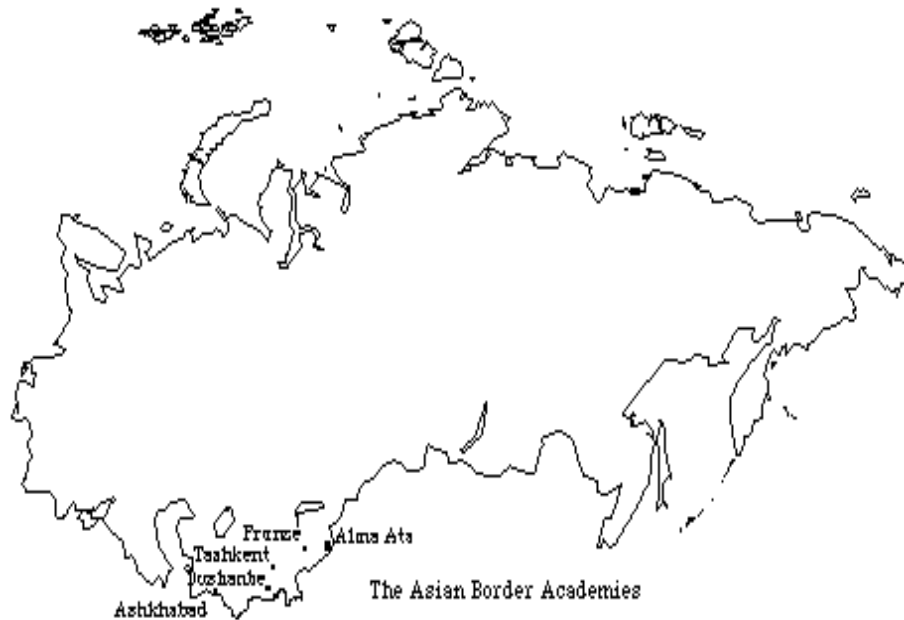 Frunze
Alma Ata
Tashkent
Dushanbe
Ashkhabad
The Asian Border Academies